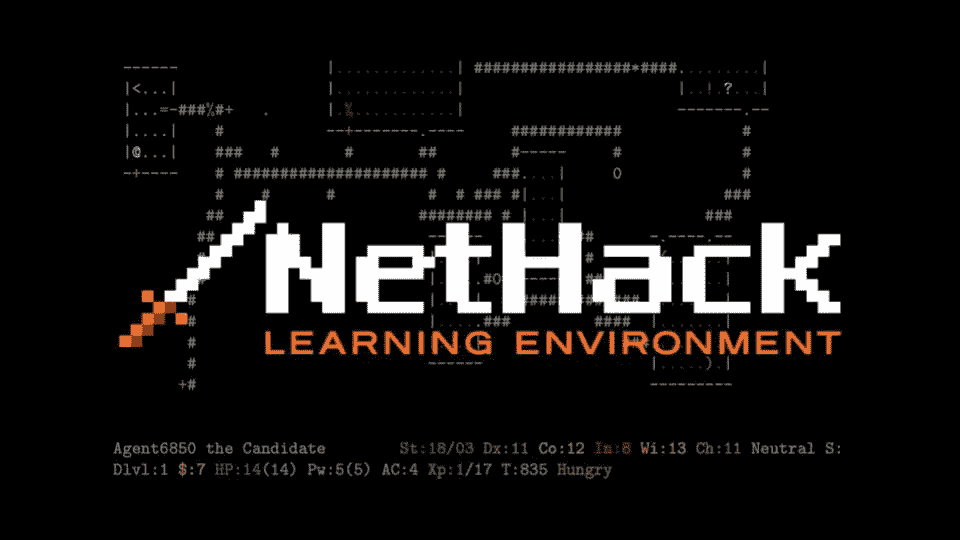 NetHack
LEARNING ENVIRONMENT
Agent6850 the Candidate St:18/03 Dx:11 Co:12 In:8 Wi:13 Ch:11 Neutral S:
Dlvl:1 $:7 HP:14(14) Pw:5(5) AC:4 Xp:1/17 T:835 Hungry